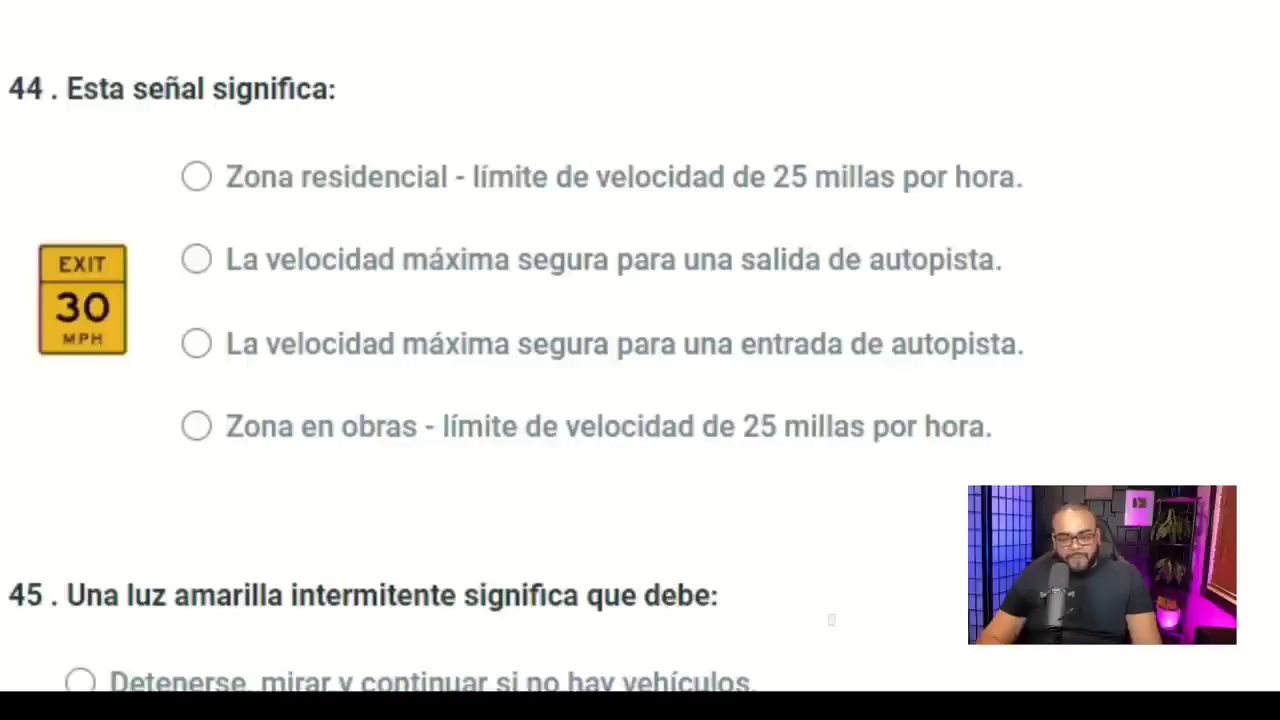 44 . Esta señal significa:
Zona residencial - límite de velocidad de 25 millas por hora.
EXIT
30
MPH
La velocidad máxima segura para una salida de autopista.
La velocidad máxima segura para una entrada de autopista.
Zona en obras - límite de velocidad de 25 millas por hora.
45 . Una luz amarilla intermitente significa que debe:
Detenerse, mirar y continuar si no hay vehículos.